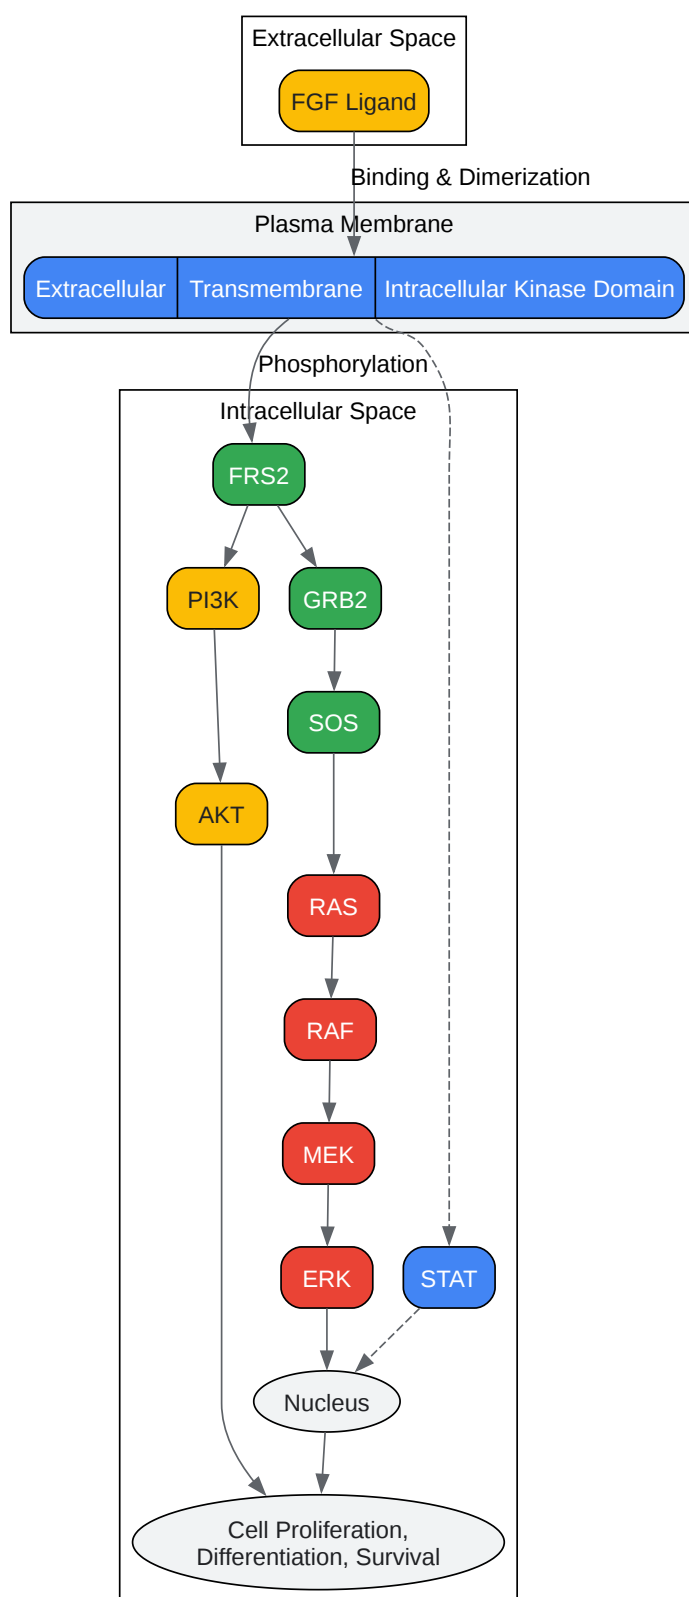 Extracellular Space
FGF Ligand
Binding & Dimerization
Plasma Membrane
Extracellular
Transmembrane
Intracellular Kinase Domain
Phosphorylation
Intracellular Space
FRS2
PI3K
GRB2
SOS
AKT
RAS
RAF
MEK
ERK
STAT
Nucleus
Cell Proliferation,
Differentiation, Survival